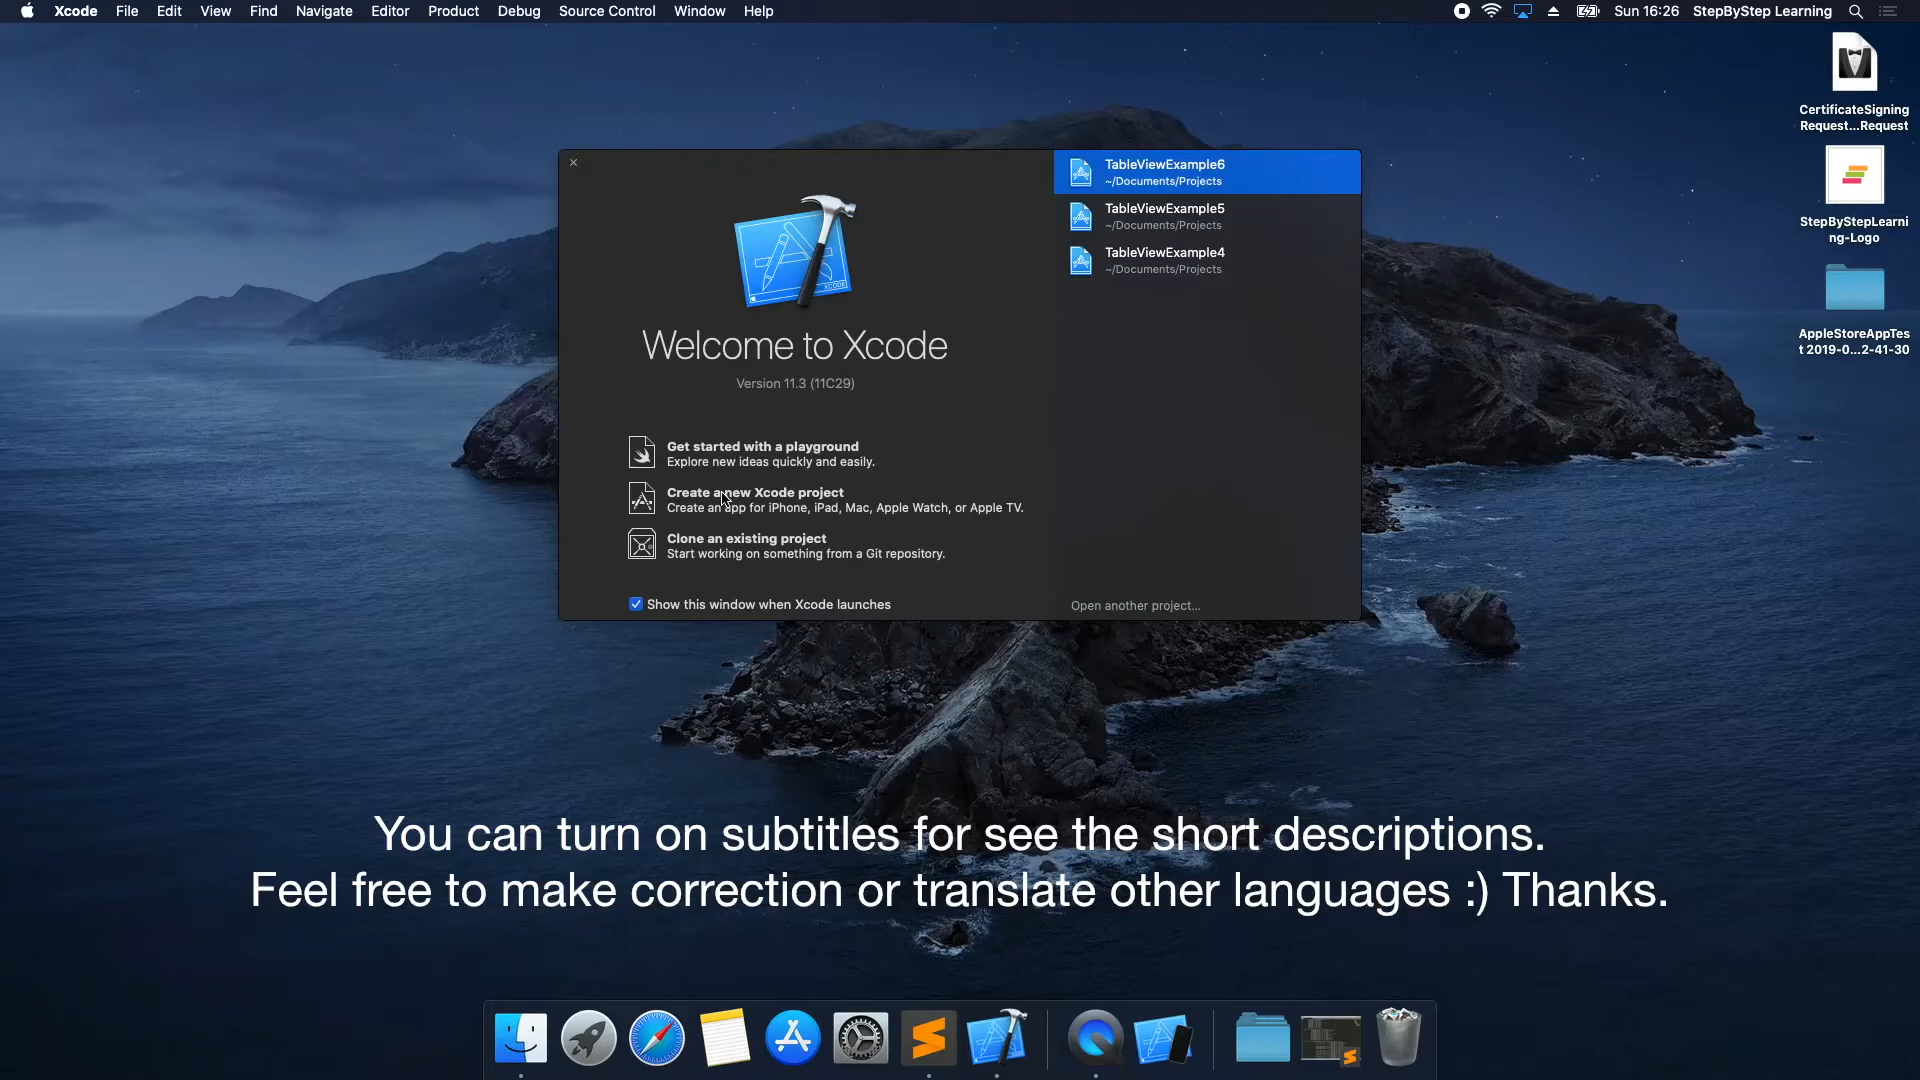 Xcode File Edit View Find Navigate Editor Product Debug Source Control Window Help
Sun 16:26 StepByStep Learning
CertificateSigning
Request...Request
StepByStepLearni
ng-Logo
AppleStoreAppTes
t 2019-0...2-41-30
XCODE
Welcome to Xcode
Version 11.3 (11C29)
Get started with a playground
Explore new ideas quickly and easily.
Create a new Xcode project
Create an app for iPhone, iPad, Mac, Apple Watch, or Apple TV.
Clone an existing project
Start working on something from a Git repository.
Show this window when Xcode launches
TableViewExample6
~/Documents/Projects
TableViewExample5
~/Documents/Projects
TableViewExample4
~/Documents/Projects
Open another project...
You can turn on subtitles for see the short descriptions.
Feel free to make correction or translate other languages :) Thanks.